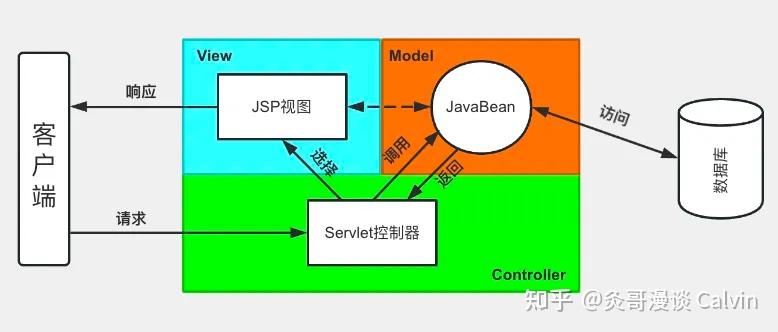 View
Model
客户端
响应
JSP视图
JavaBean
访问
数据库
选择
调用
返回
请求
Servlet控制器
Controller
知乎 @灸哥漫谈 Calvin